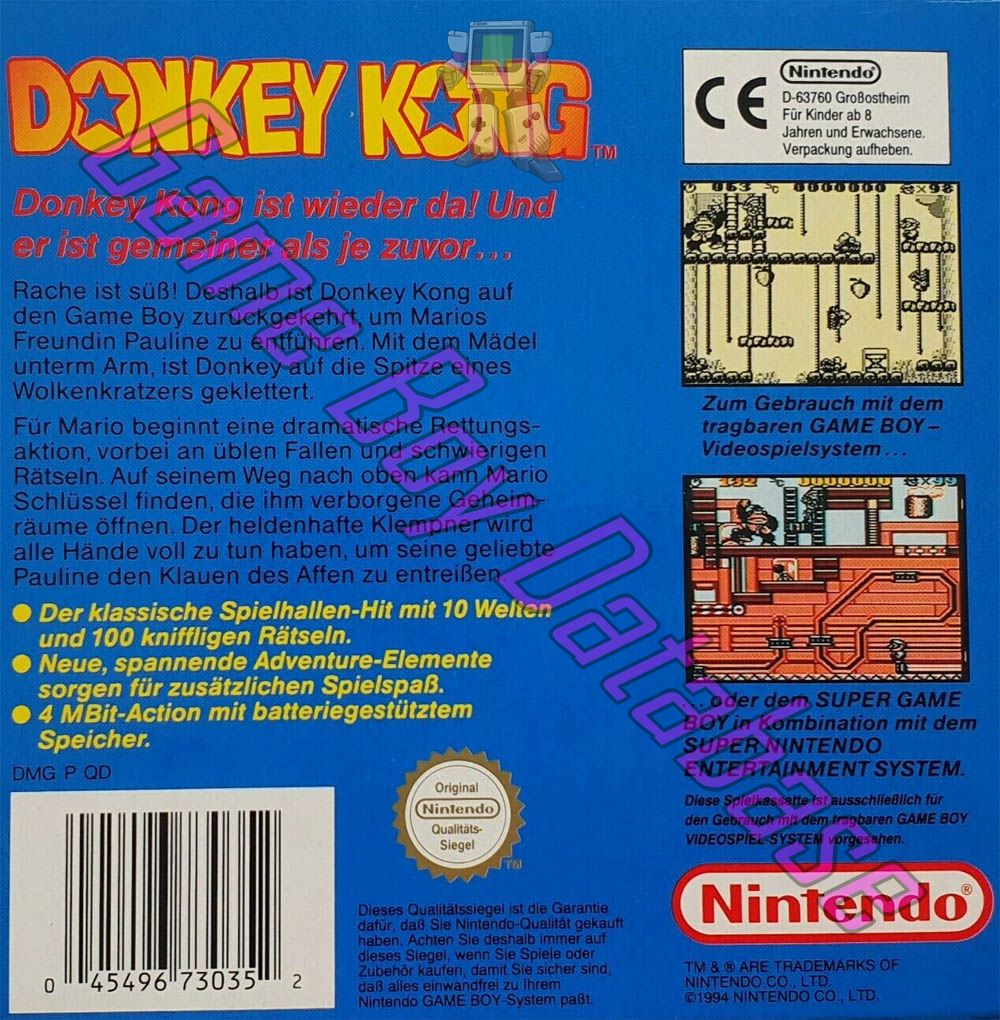 DONKEY KONG™
Donkey Kong ist wieder da! Und
er ist gemeiner als je zuvor...
Rache ist süß! Deshalb ist Donkey Kong auf
den Game Boy zurückgekehrt, um Marios
Freundin Pauline zu entführen. Mit dem Mädel
unterm Arm, ist Donkey auf die Spitze eines
Wolkenkratzers geklettert.
Für Mario beginnt eine dramatische Rettungs-
aktion, vorbei an üblen Fallen und schwierigen
Rätseln. Auf seinem Weg nach oben kann Mario
Schlüssel finden, die ihm verborgene Geheim-
räume öffnen. Der heldenhafte Klempner wird
alle Hände voll zu tun haben, um seine geliebte
Pauline den Klauen des Affen zu entreißen.
● Der klassische Spielhallen-Hit mit 10 Welten
und 100 kniffligen Rätseln.
● Neue, spannende Adventure-Elemente
sorgen für zusätzlichen Spielspaß.
● 4 MBit-Action mit batteriegestütztem
Speicher.
DMG P QD
0 45496 73035 2
Original
Nintendo
Qualitäts-
Siegel
TM
Dieses Qualitätssiegel ist die Garantie
dafür, daß Sie Nintendo-Qualität gekauft
haben. Achten Sie deshalb immer auf
dieses Siegel, wenn Sie Spiele oder
Zubehör kaufen, damit Sie sicher sind,
daß alles einwandfrei zu Ihrem
Nintendo GAME BOY-System paßt.
CE
Nintendo
D-63760 Großostheim
Für Kinder ab 8
Jahren und Erwachsene.
Verpackung aufheben.
063 0000000 ×98
Zum Gebrauch mit dem
tragbaren GAME BOY–
Videospielsystem...
132 0000000 ×99
... oder dem SUPER GAME
BOY in Kombination mit dem
SUPER NINTENDO
ENTERTAINMENT SYSTEM.
Diese Spielkassette ist ausschließlich für
den Gebrauch mit dem tragbaren GAME BOY
VIDEOSPIEL-SYSTEM vorgesehen.
Nintendo®
TM & ® ARE TRADEMARKS OF
NINTENDO CO., LTD.
©1994 NINTENDO CO., LTD.
Game Boy Database